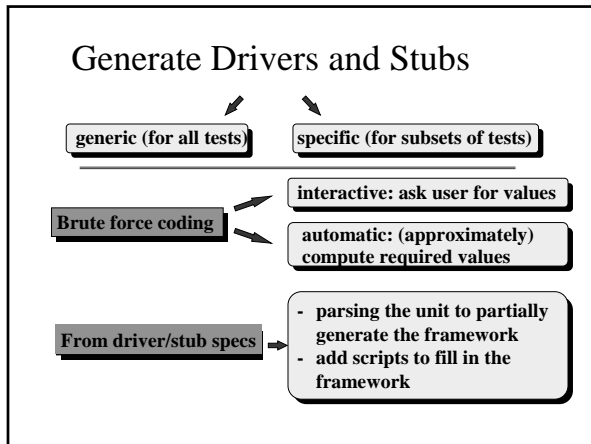 Generate Drivers and Stubs
generic (for all tests)
specific (for subsets of tests)
interactive: ask user for values
Brute force coding
automatic: (approximately)
compute required values
From driver/stub specs
- parsing the unit to partially
generate the framework
- add scripts to fill in the
framework